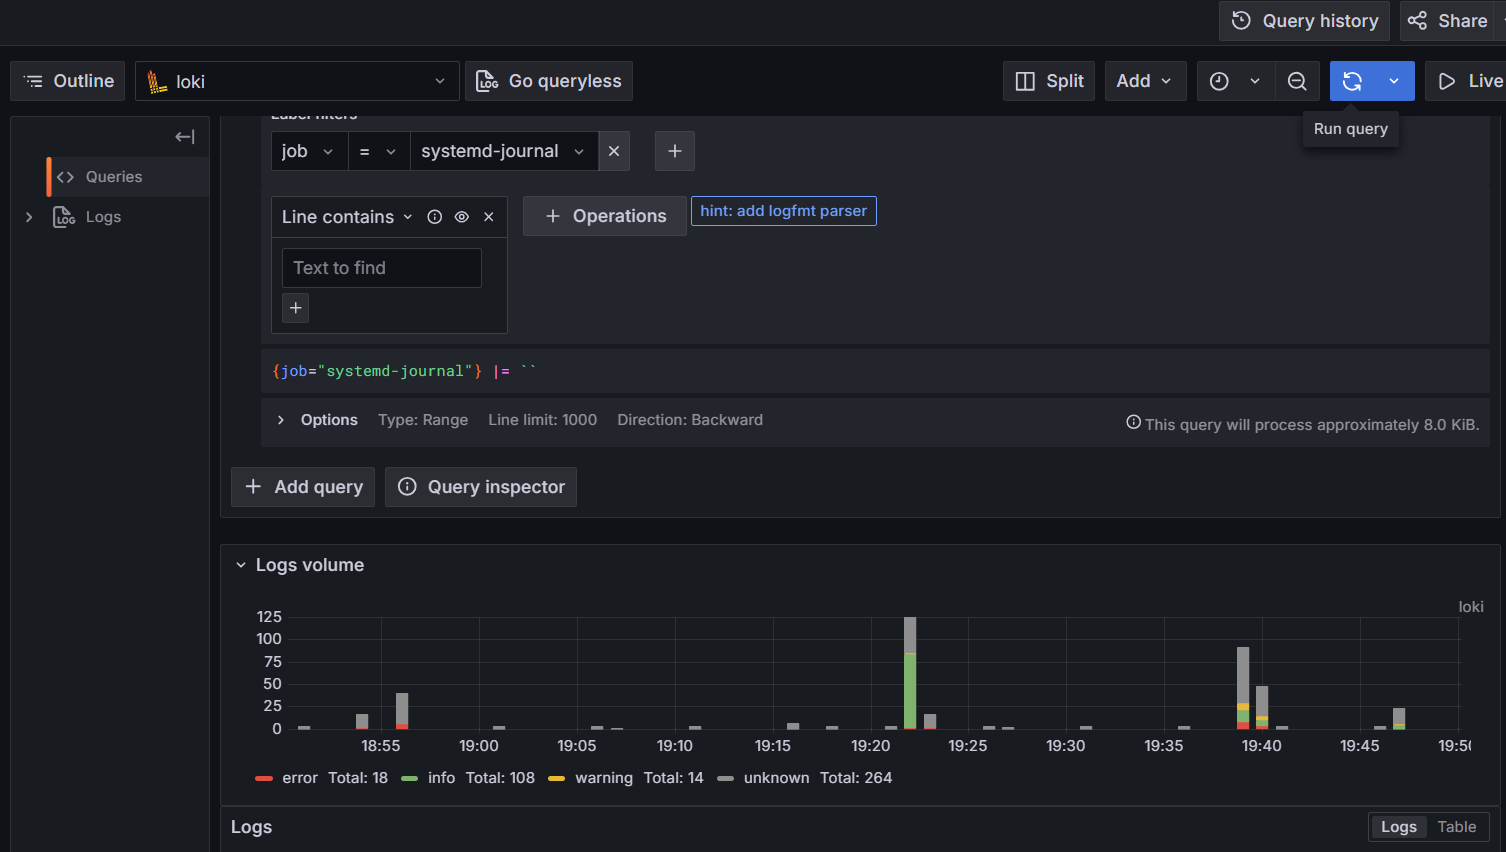 Query history
Share
Outline
loki
Go queryless
Split
Add
Live
Run query
Queries
Logs
Label filters
job
=
systemd-journal
Line contains
Operations
hint: add logfmt parser
Text to find
{job="systemd-journal"} |= ``
Options Type: Range Line limit: 1000 Direction: Backward
This query will process approximately 8.0 KiB.
Add query
Query inspector
Logs volume
loki
125
100
75
50
25
0
18:55 19:00 19:05 19:10 19:15 19:20 19:25 19:30 19:35 19:40 19:45 19:50
error Total: 18 info Total: 108 warning Total: 14 unknown Total: 264
Logs
Logs Table